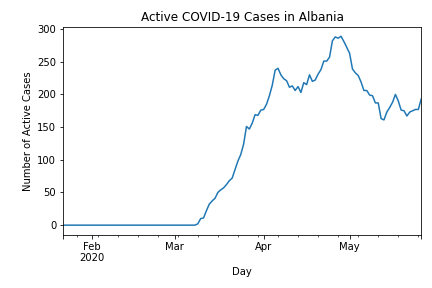 Active COVID-19 Cases in Albania
300
250
200
150
100
50
0
Number of Active Cases
Feb
2020
Mar
Apr
May
Day